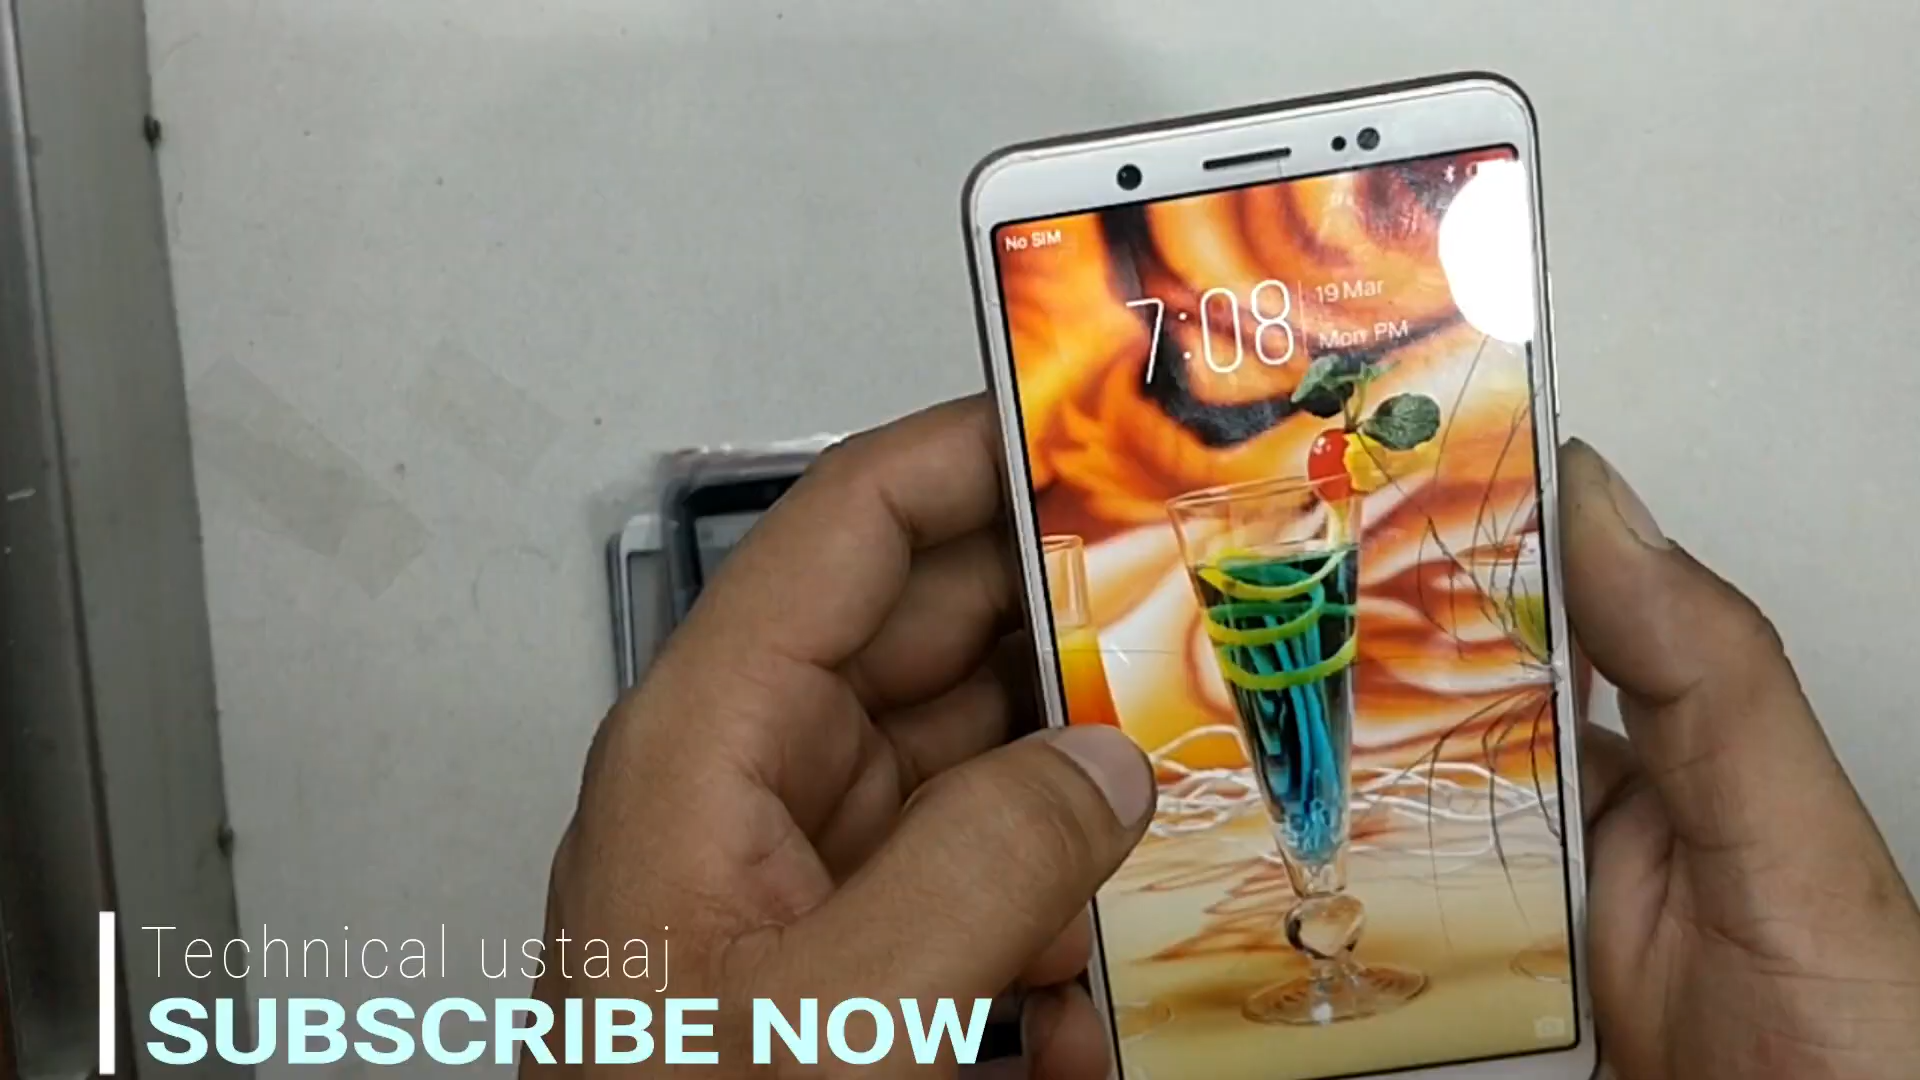 No SIM
7:08
19 Mar
Mon PM
Technical ustaaj
SUBSCRIBE NOW